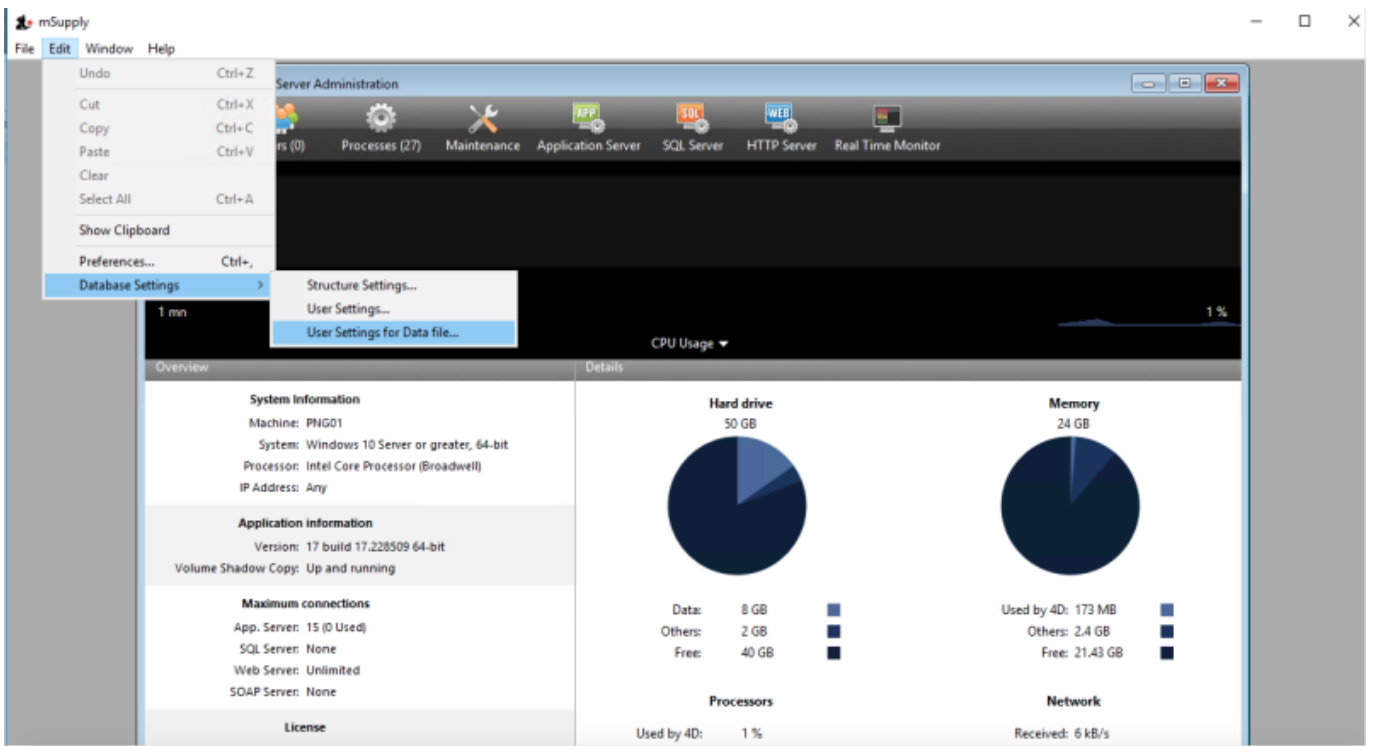 mSupply
File Edit Window Help
Undo Ctrl+Z
Cut Ctrl+X
Copy Ctrl+C
Paste Ctrl+V
Clear
Select All Ctrl+A
Show Clipboard
Preferences... Ctrl+,
Database Settings >
Structure Settings...
User Settings...
User Settings for Data file...
Server Administration
rs (0) Processes (27) Maintenance Application Server SQL Server HTTP Server Real Time Monitor
APP SQL WEB
1 mn 1 %
CPU Usage
Overview
System Information
Machine: PNG01
System: Windows 10 Server or greater, 64-bit
Processor: Intel Core Processor (Broadwell)
IP Address: Any
Application information
Version: 17 build 17.228509 64-bit
Volume Shadow Copy: Up and running
Maximum connections
App. Server: 15 (0 Used)
SQL Server: None
Web Server: Unlimited
SOAP Server: None
License
Details
Hard drive
50 GB
Data: 8 GB
Others: 2 GB
Free: 40 GB
Memory
24 GB
Used by 4D: 173 MB
Others: 2.4 GB
Free: 21.43 GB
Processors
Used by 4D: 1 %
Network
Received: 6 kB/s